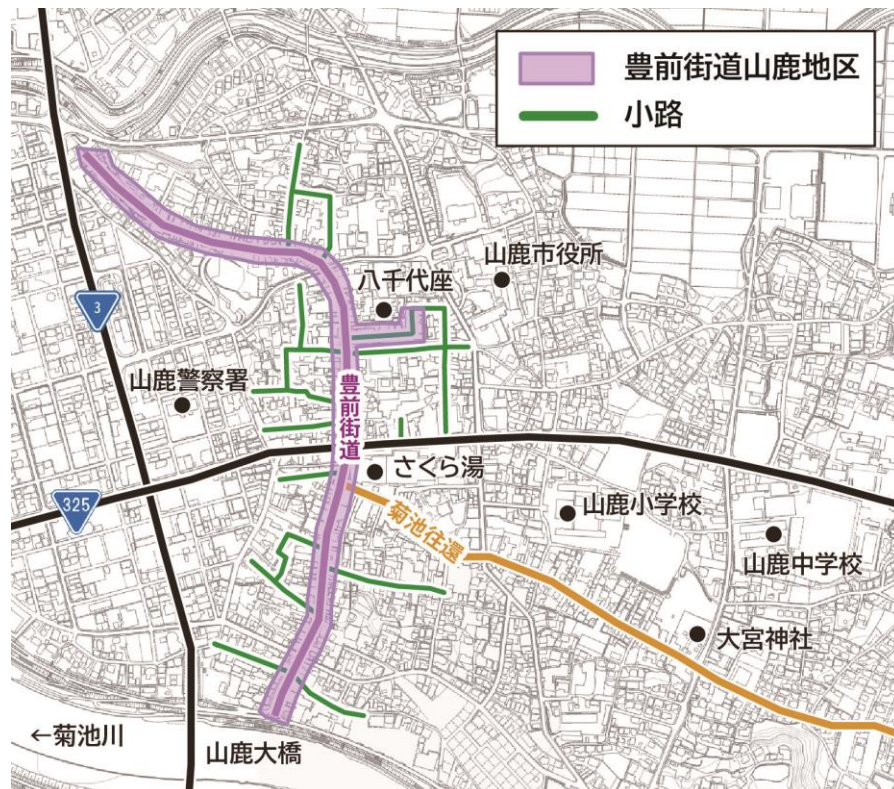 豊前街道山鹿地区
小路
山鹿市役所
八千代座
3
山鹿警察署
豊前街道
さくら湯
325
菊池往還
山鹿小学校
山鹿中学校
大宮神社
←菊池川
山鹿大橋